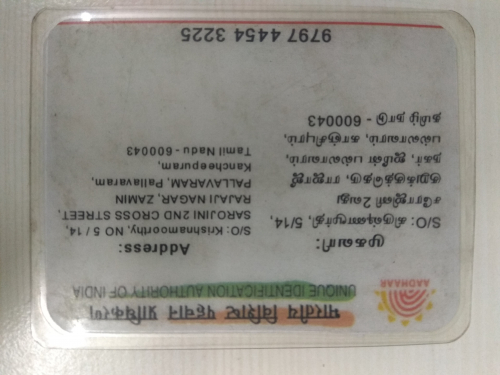 भारतीय विशिष्ट पहचान प्राधिकरण
UNIQUE IDENTIFICATION AUTHORITY OF INDIA
AADHAAR
முகவரி:
S/O: கிருஷ்ணமூர்த்தி, 5/14,
சரோஜினி 2வது
குறுக்குத்தெரு, ராஜாஜி
நகர், ஜமீன் பல்லாவரம்,
பல்லாவரம், காஞ்சிபுரம்,
தமிழ் நாடு - 600043
Address:
S/O: Krishnamoorthy, NO 5 / 14,
SAROJINI 2ND CROSS STREET,
RAJAJI NAGAR, ZAMIN
PALLAVARAM, Pallavaram,
Kancheepuram,
Tamil Nadu - 600043
9797 4454 3225